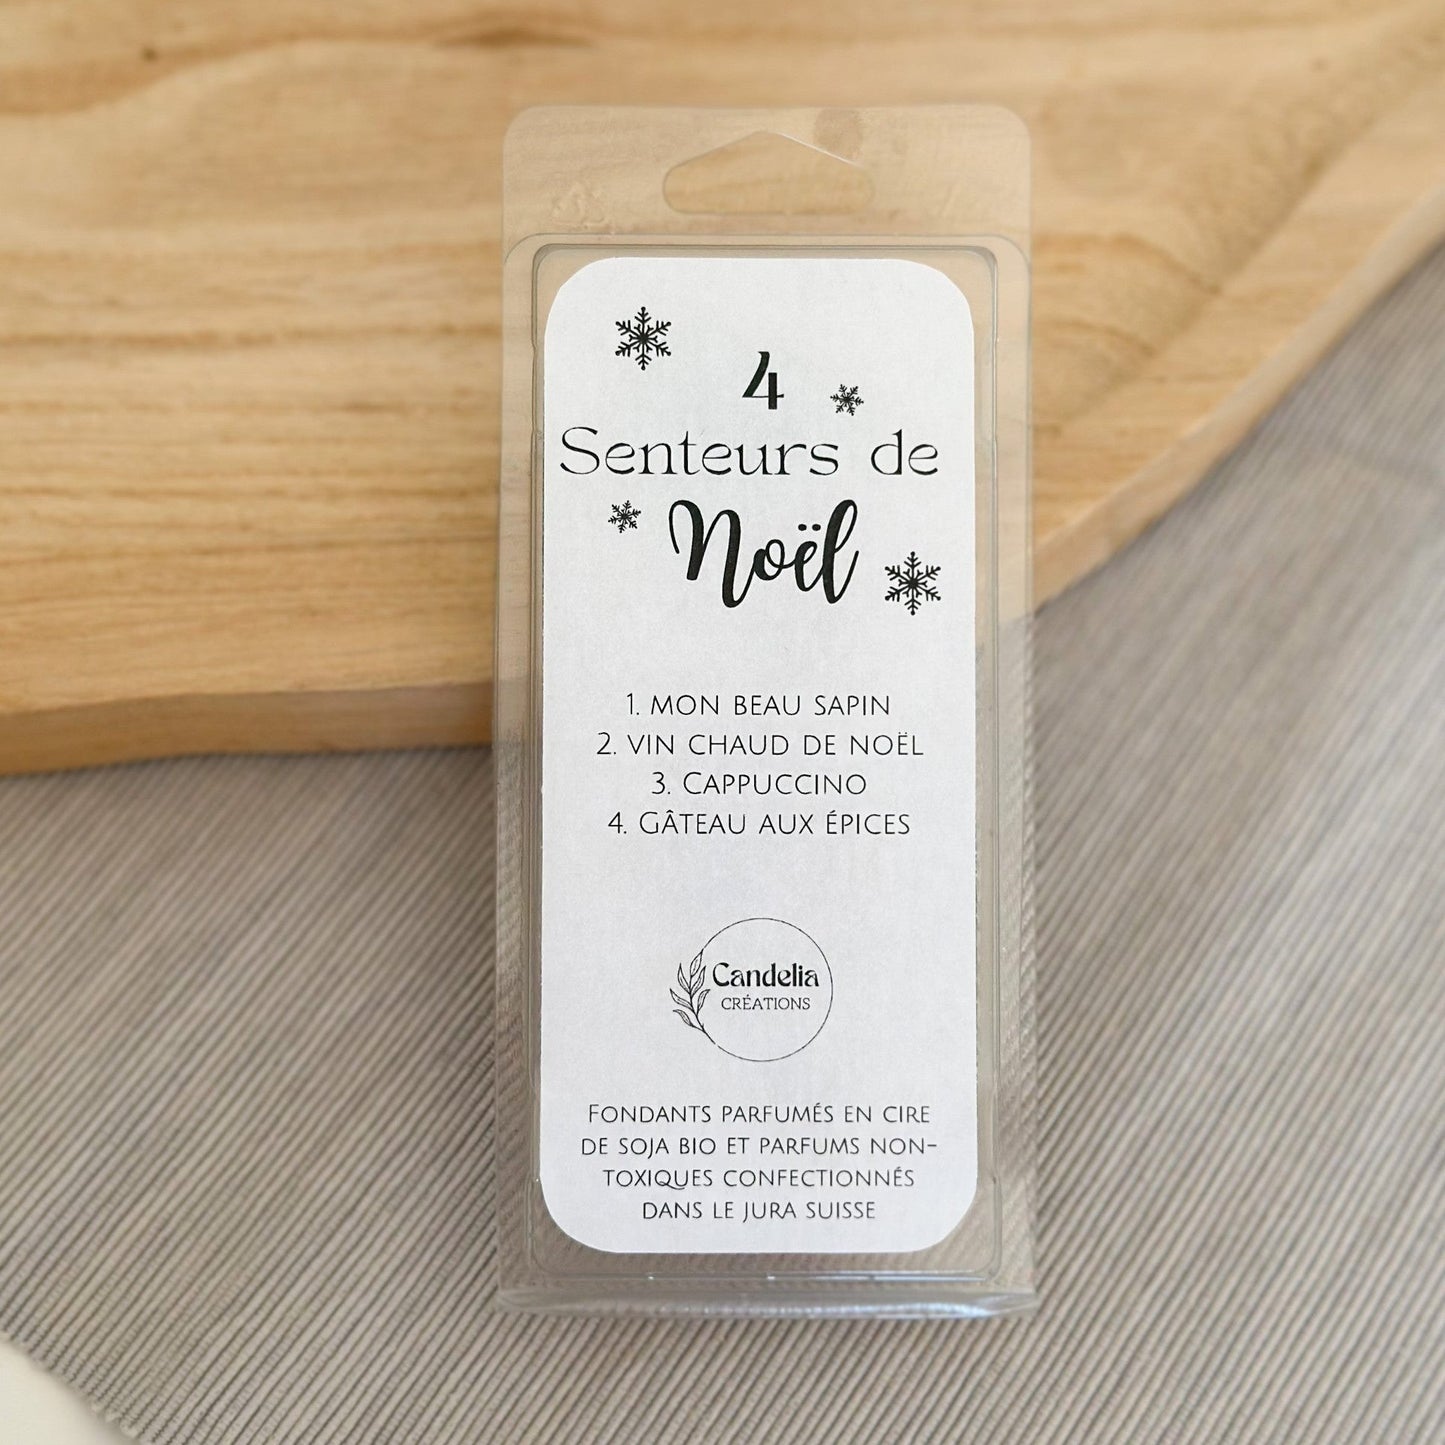 4
Senteurs de
Noël
1. MON BEAU SAPIN
2. VIN CHAUD DE NOËL
3. CAPPUCCINO
4. GÂTEAU AUX ÉPICES
Candelia
CRÉATIONS
FONDANTS PARFUMÉS EN CIRE
DE SOJA BIO ET PARFUMS NON-
TOXIQUES CONFECTIONNÉS
DANS LE JURA SUISSE